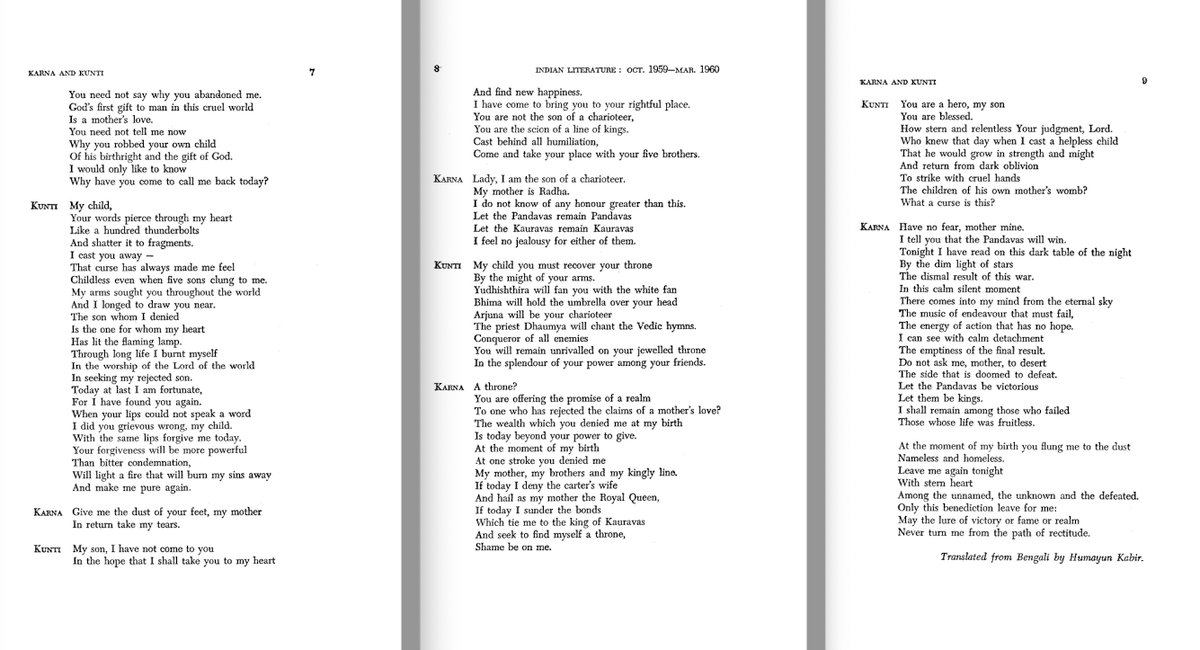 KARNA AND KUNTI 7
You need not say why you abandoned me.
God's first gift to man in this cruel world
Is a mother's love.
You need not tell me now
Why you robbed your own child
Of his birthright and the gift of God.
I would only like to know
Why have you come to call me back today?
KUNTI My child,
Your words pierce through my heart
Like a hundred thunderbolts
And shatter it to fragments.
I cast you away —
That curse has always made me feel
Childless even when five sons clung to me.
My arms sought you throughout the world
And I longed to draw you near.
The son whom I denied
Is the one for whom my heart
Has lit the flaming lamp.
Through long life I burnt myself
In the worship of the Lord of the world
In seeking my rejected son.
Today at last I am fortunate,
For I have found you again.
When your lips could not speak a word
I did you grievous wrong, my child.
With the same lips forgive me today.
Your forgiveness will be more powerful
Than bitter condemnation,
Will light a fire that will burn my sins away
And make me pure again.
KARNA Give me the dust of your feet, my mother
In return take my tears.
KUNTI My son, I have not come to you
In the hope that I shall take you to my heart
8 INDIAN LITERATURE : OCT. 1959—MAR. 1960
And find new happiness.
I have come to bring you to your rightful place.
You are not the son of a charioteer,
You are the scion of a line of kings.
Cast behind all humiliation,
Come and take your place with your five brothers.
KARNA Lady, I am the son of a charioteer.
My mother is Radha.
I do not know of any honour greater than this.
Let the Pandavas remain Pandavas
Let the Kauravas remain Kauravas
I feel no jealousy for either of them.
KUNTI My child you must recover your throne
By the might of your arms.
Yudhishthira will fan you with the white fan
Bhima will hold the umbrella over your head
Arjuna will be your charioteer
The priest Dhaumya will chant the Vedic hymns.
Conqueror of all enemies
You will remain unrivalled on your jewelled throne
In the splendour of your power among your friends.
KARNA A throne?
You are offering the promise of a realm
To one who has rejected the claims of a mother's love?
The wealth which you denied me at my birth
Is today beyond your power to give.
At the moment of my birth
At one stroke you denied me
My mother, my brothers and my kingly line.
If today I deny the carter's wife
And hail as my mother the Royal Queen,
If today I sunder the bonds
Which tie me to the king of Kauravas
And seek to find myself a throne,
Shame be on me.
KARNA AND KUNTI 9
KUNTI You are a hero, my son
You are blessed.
How stern and relentless Your judgment, Lord.
Who knew that day when I cast a helpless child
That he would grow in strength and might
And return from dark oblivion
To strike with cruel hands
The children of his own mother's womb?
What a curse is this?
KARNA Have no fear, mother mine.
I tell you that the Pandavas will win.
Tonight I have read on this dark table of the night
By the dim light of stars
The dismal result of this war.
In this calm silent moment
There comes into my mind from the eternal sky
The music of endeavour that must fail,
The energy of action that has no hope.
I can see with calm detachment
The emptiness of the final result.
Do not ask me, mother, to desert
The side that is doomed to defeat.
Let the Pandavas be victorious
Let them be kings.
I shall remain among those who failed
Those whose life was fruitless.
At the moment of my birth you flung me to the dust
Nameless and homeless.
Leave me again tonight
With stern heart
Among the unnamed, the unknown and the defeated.
Only this benediction leave for me:
May the lure of victory or fame or realm
Never turn me from the path of rectitude.
Translated from Bengali by Humayun Kabir.